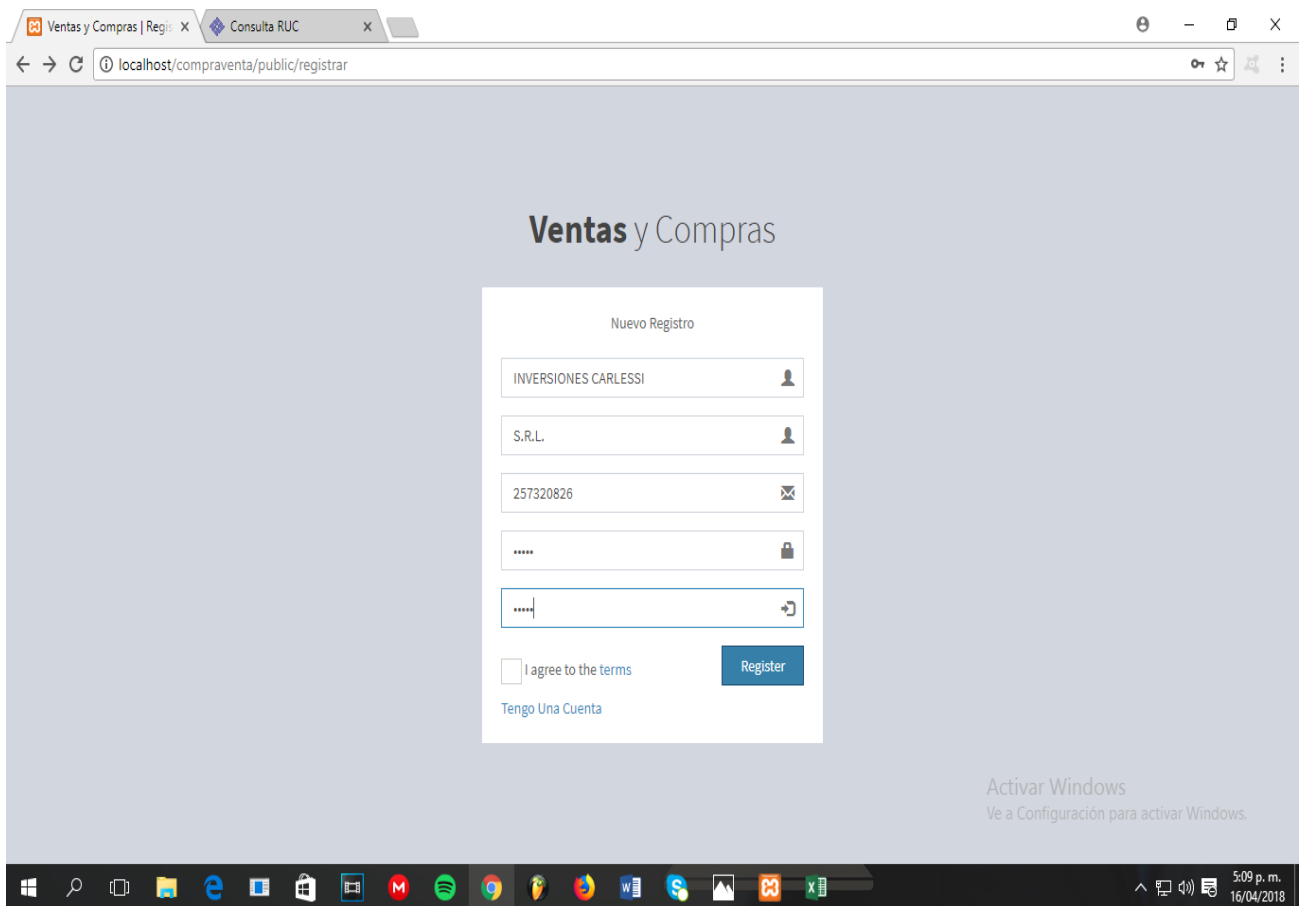 Ventas y Compras | Regis
Consulta RUC
localhost/compraventa/public/registrar
Ventas y Compras
Nuevo Registro
INVERSIONES CARLESSI
S.R.L.
257320826
•••••
•••••
I agree to the terms
Register
Tengo Una Cuenta
Activar Windows
Ve a Configuración para activar Windows.
5:09 p. m.
16/04/2018